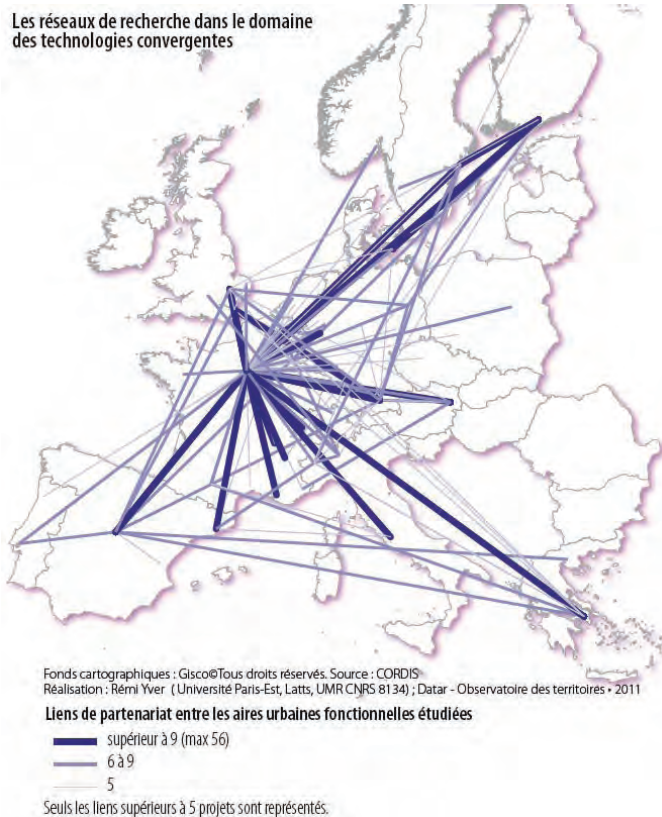 Les réseaux de recherche dans le domaine
des technologies convergentes
Fonds cartographiques : Gisco©Tous droits réservés. Source : CORDIS
Réalisation : Rémi Yver ( Université Paris-Est, Latts, UMR CNRS 8134) ; Datar - Observatoire des territoires • 2011
Liens de partenariat entre les aires urbaines fonctionnelles étudiées
supérieur à 9 (max 56)
6 à 9
5
Seuls les liens supérieurs à 5 projets sont représentés.